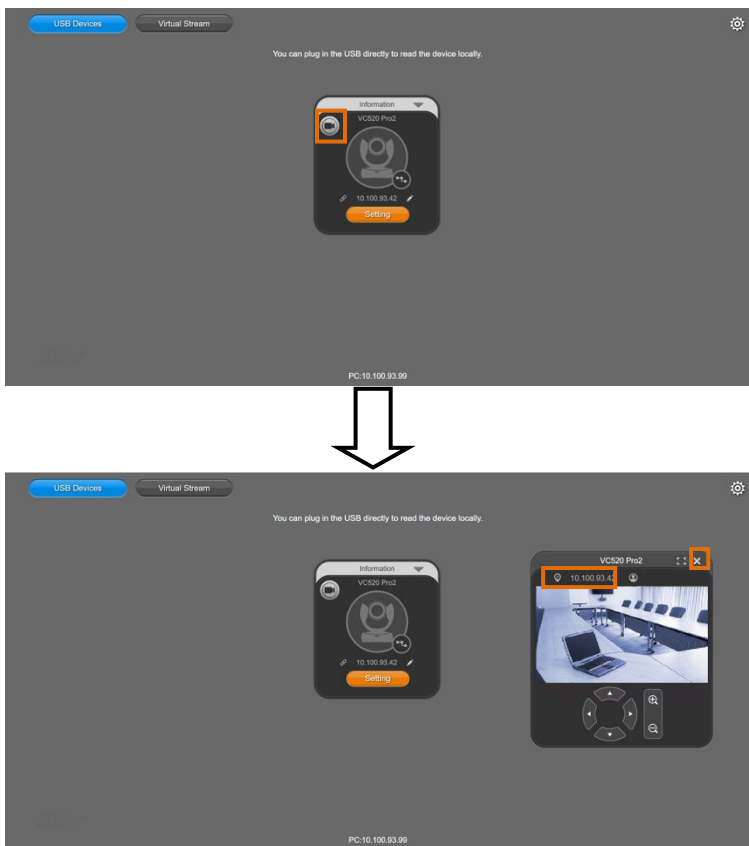 USB Devices Virtual Stream
You can plug in the USB directly to read the device locally.
Information
VC520 Pro2
10.100.93.42
Setting
PC:10.100.93.99
USB Devices Virtual Stream
You can plug in the USB directly to read the device locally.
Information
VC520 Pro2
10.100.93.42
Setting
VC520 Pro2
10.100.93.42
PC:10.100.93.99